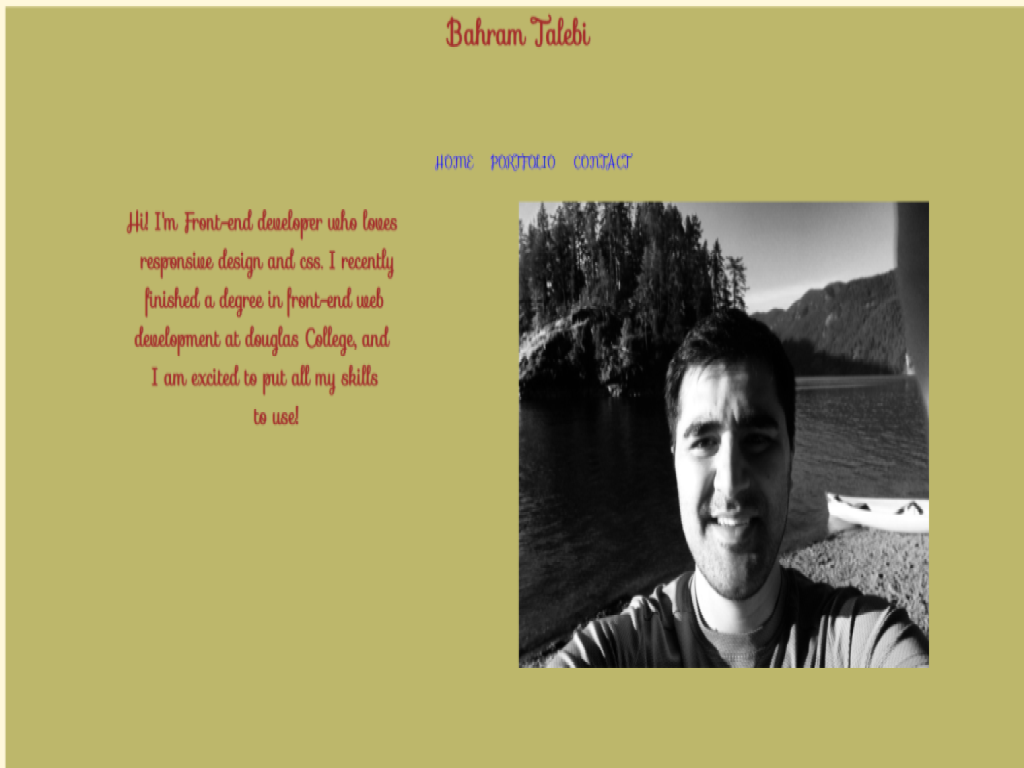 Bahram Talebi
HOME PORTFOLIO CONTACT
Hi! I'm Front-end developer who loves
responsive design and css. I recently
finished a degree in front-end web
development at douglas College, and
I am excited to put all my skills
to use!